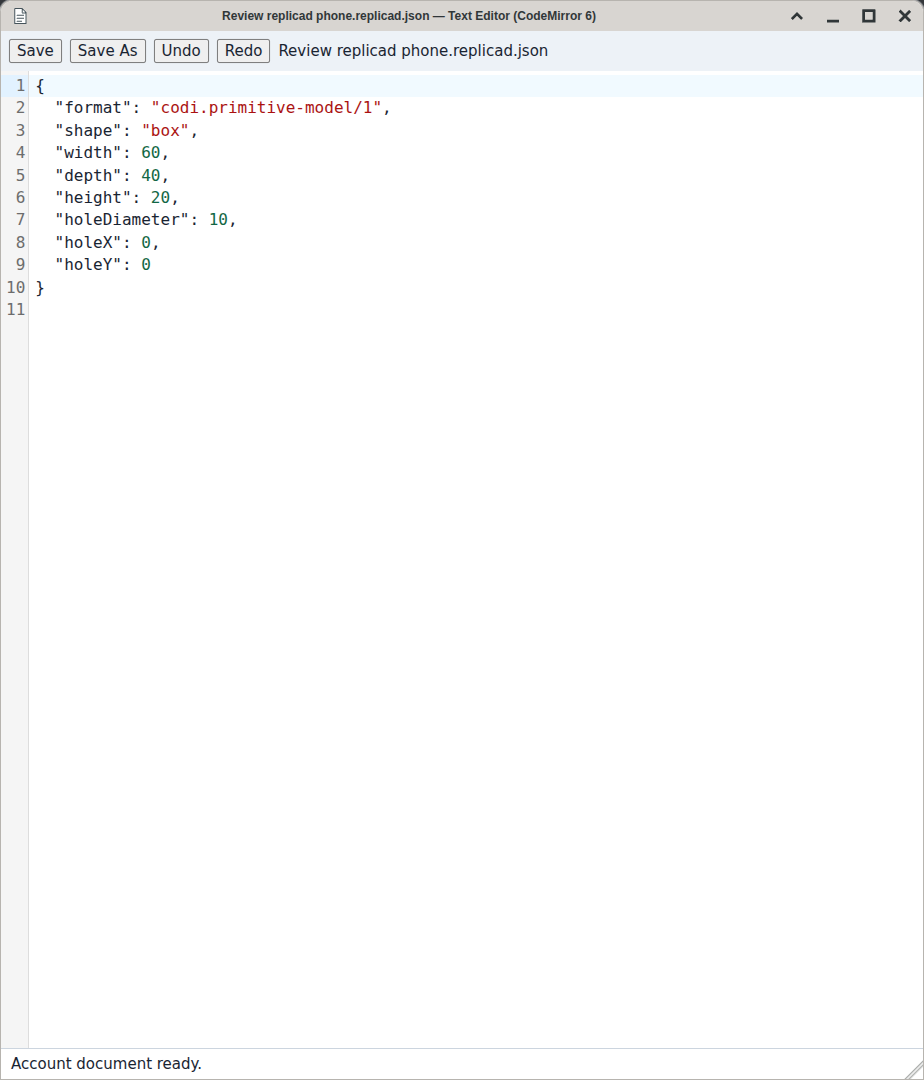 Review replicad phone.replicad.json — Text Editor (CodeMirror 6)
Save Save As Undo Redo Review replicad phone.replicad.json
1 {
2   "format": "codi.primitive-model/1",
3   "shape": "box",
4   "width": 60,
5   "depth": 40,
6   "height": 20,
7   "holeDiameter": 10,
8   "holeX": 0,
9   "holeY": 0
10 }
11
Account document ready.